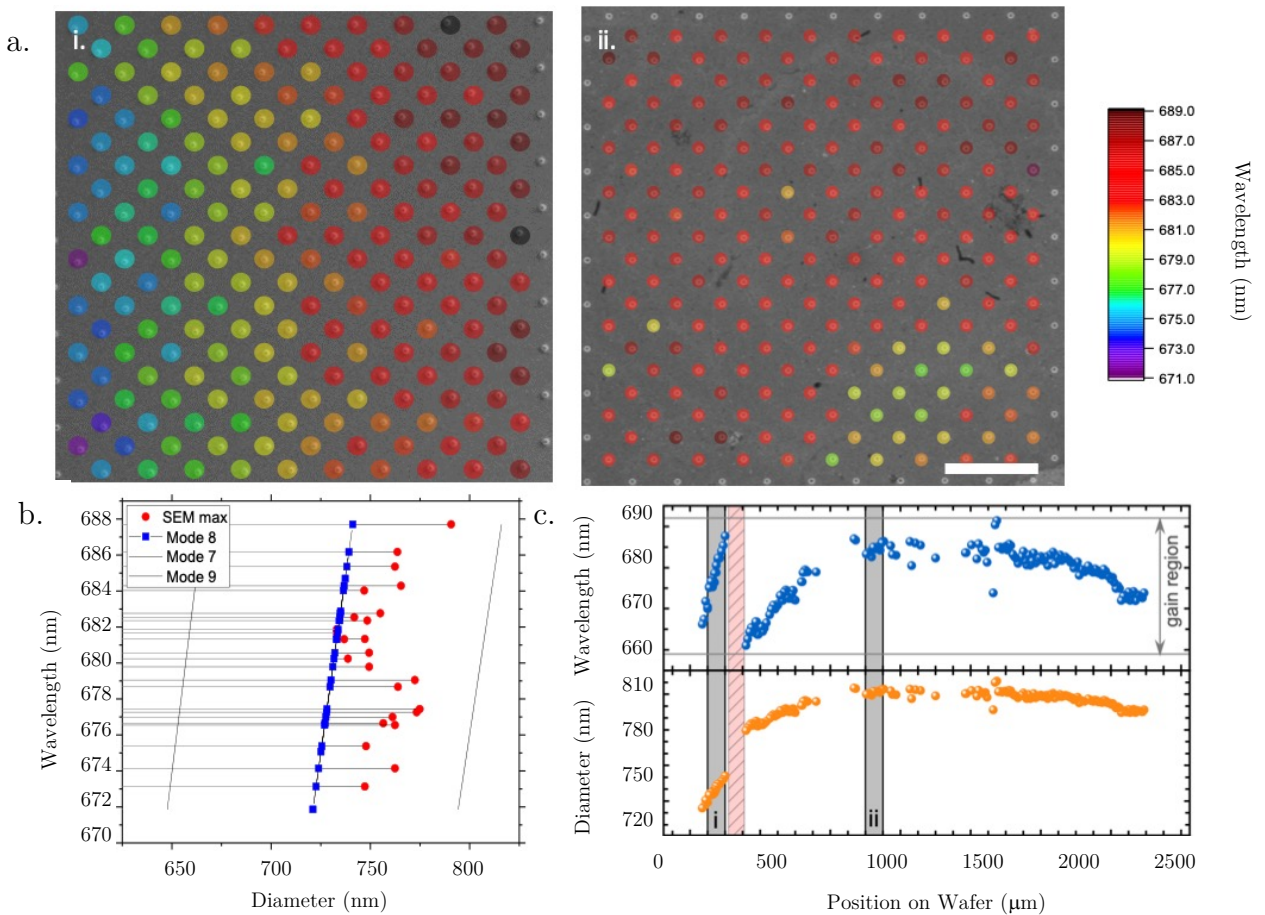 a.
i.
ii.
689.0
687.0
685.0
683.0
681.0
679.0
677.0
675.0
673.0
671.0
Wavelength (nm)
b.
688
686
684
682
680
678
676
674
672
670
Wavelength (nm)
SEM max
Mode 8
Mode 7
Mode 9
650
700
750
800
Diameter (nm)
c.
690
680
670
660
Wavelength (nm)
gain region
810
780
750
720
Diameter (nm)
i
ii
0
500
1000
1500
2000
2500
Position on Wafer (μm)